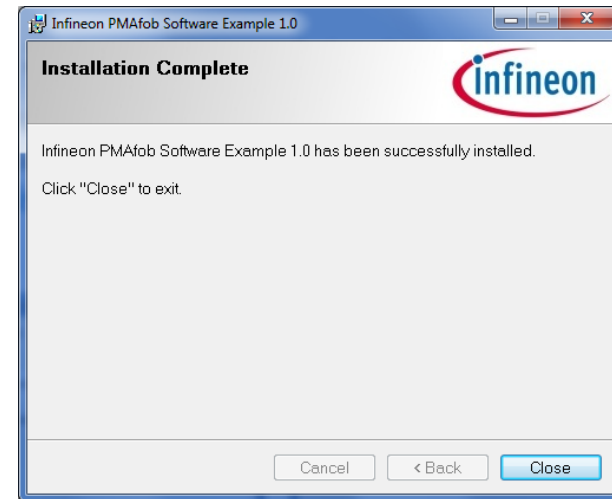 Infineon PMAfob Software Example 1.0
Installation Complete
infineon
Infineon PMAfob Software Example 1.0 has been successfully installed.
Click "Close" to exit.
Cancel
< Back
Close